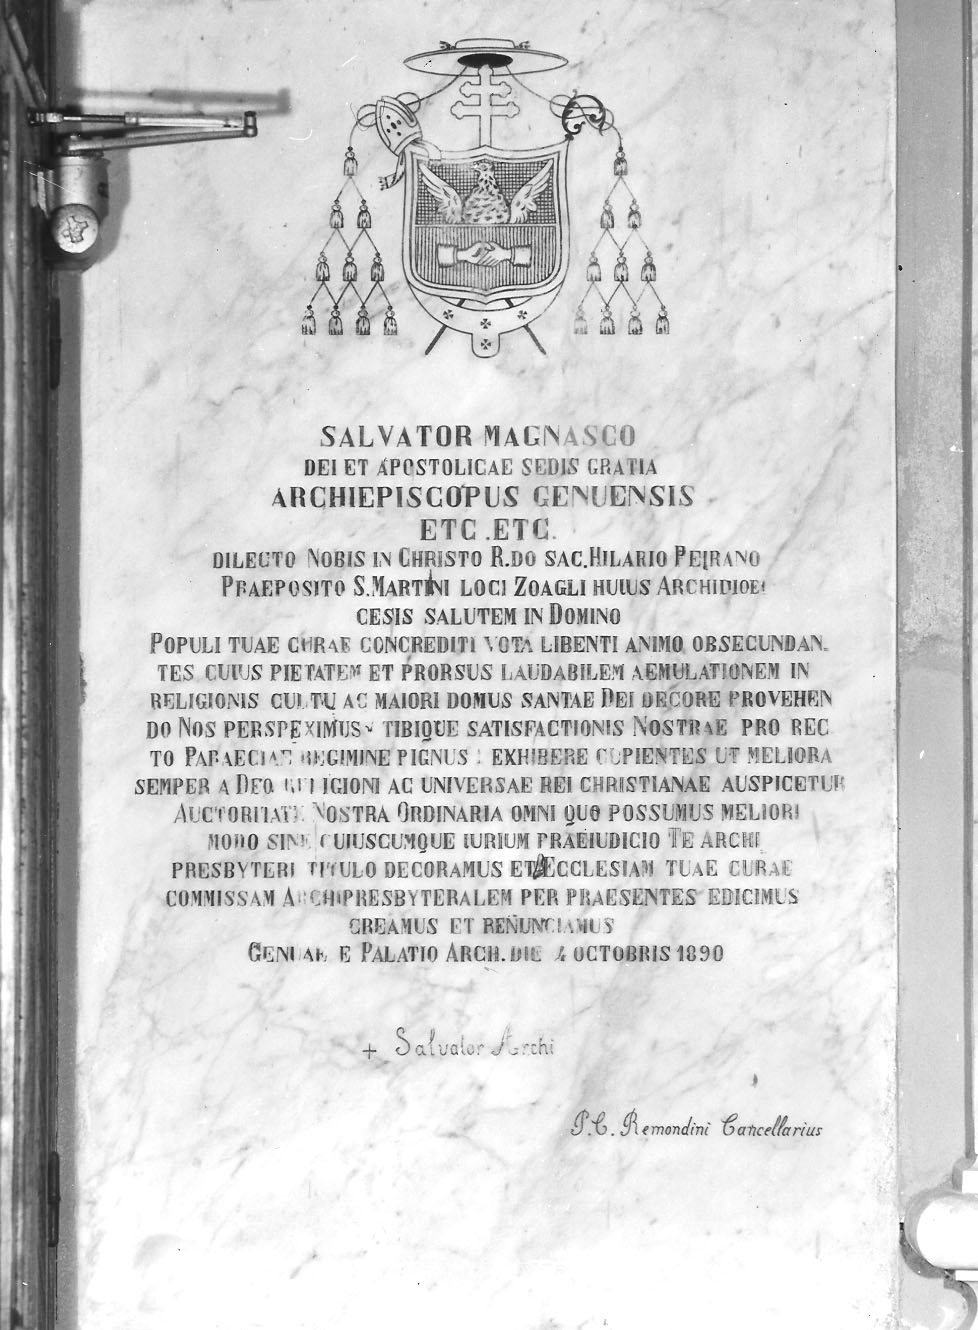 SALVATOR MAGNASCO
DEI ET APOSTOLICAE SEDIS GRATIA
ARCHIEPISCOPUS GENUENSIS
ETC.ETC.
DILECTO NOBIS IN CHRISTO R.DO SAC.HILARIO PEIRANO
PRAEPOSITO S.MARTINI LOCI ZOAGLI HUIUS ARCHIDIOE
CESIS SALUTEM IN DOMINO
POPULI TUAE CURAE CONCREDITI VOTA LIBENTI ANIMO OBSECUNDAN
TES CUIUS PIETATEM ET PRORSUS LAUDABILEM AEMULATIONEM IN
RELIGIONIS CULTU AC MAIORI DOMUS SANTAE DEI DECORE PROVEHEN
DO NOS PERSPEXIMUS TIBIQUE SATISFACTIONIS NOSTRAE PRO REC
TO PARAECIAE REGIMINE PIGNUS EXHIBERE CUPIENTES UT MELIORA
SEMPER A DEO RELIGIONI AC UNIVERSAE REI CHRISTIANAE AUSPICETUR
AUCTORITATE NOSTRA ORDINARIA OMNI QUO POSSUMUS MELIORI
MODO SINE CUIUSCUMQUE IURIUM PRAEIUDICIO TE ARCHI
PRESBYTERI TITULO DECORAMUS ET ECCLESIAM TUAE CURAE
COMMISSAM ARCHIPRESBYTERALEM PER PRAESENTES EDICIMUS
CREAMUS ET RENUNCIAMUS
GENUAE E PALATIO ARCH.DIE 4 OCTOBRIS 1890
+ Salvator Archi
P.C. Remondini Cancellarius